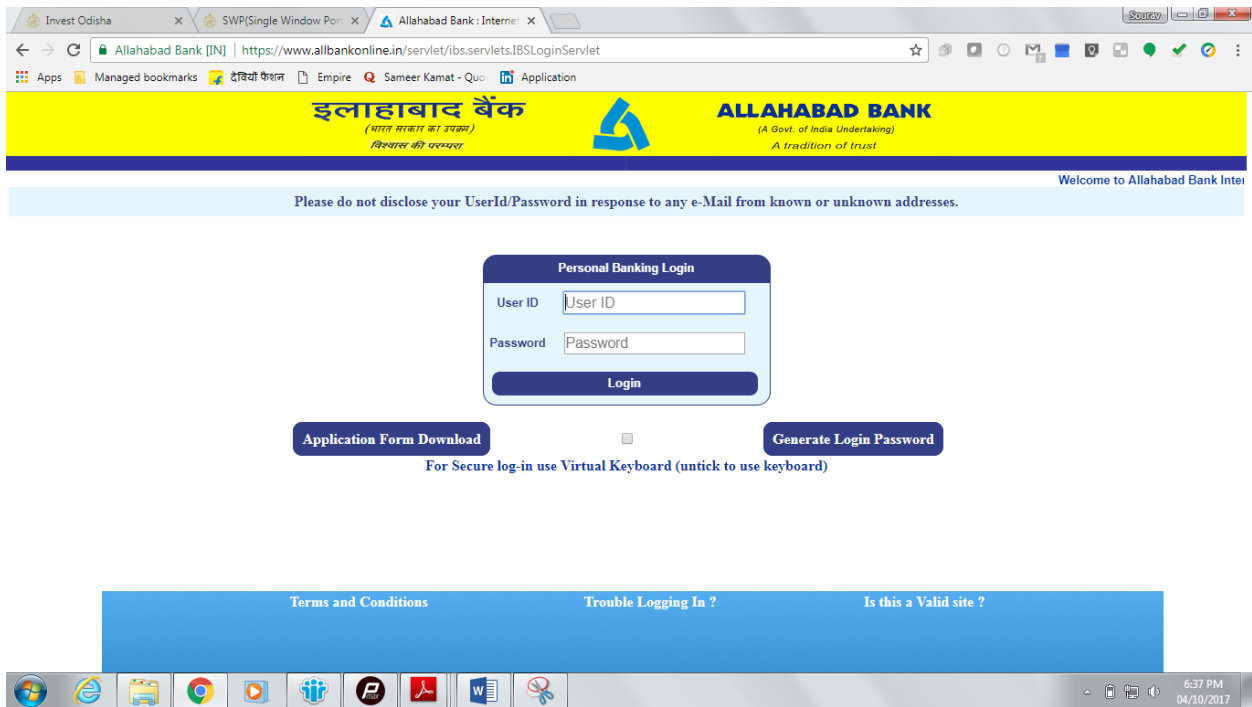 Invest Odisha
SWP(Single Window Port
Allahabad Bank : Internet
Sourav
Allahabad Bank [IN] | https://www.allbankonline.in/servlet/ibs.servlets.IBSLoginServlet
Apps Managed bookmarks देवियों फैशन Empire Sameer Kamat - Quo Application
इलाहाबाद बैंक
(भारत सरकार का उपक्रम)
विश्वास की परम्परा
ALLAHABAD BANK
(A Govt. of India Undertaking)
A tradition of trust
Welcome to Allahabad Bank Inter
Please do not disclose your UserId/Password in response to any e-Mail from known or unknown addresses.
Personal Banking Login
User ID User ID
Password Password
Login
Application Form Download Generate Login Password
For Secure log-in use Virtual Keyboard (untick to use keyboard)
Terms and Conditions Trouble Logging In ? Is this a Valid site ?
6:37 PM
04/10/2017